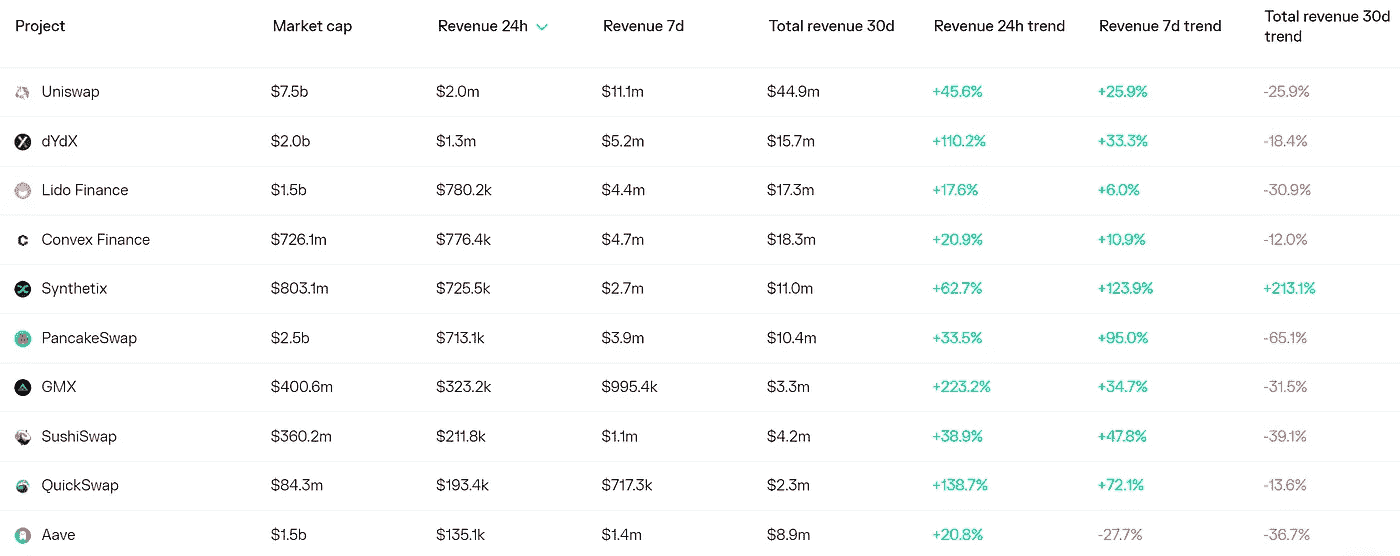 Project Market cap Revenue 24h Revenue 7d Total revenue 30d Revenue 24h trend Revenue 7d trend Total revenue 30d trend
Uniswap $7.5b $2.0m $11.1m $44.9m +45.6% +25.9% -25.9%
dYdX $2.0b $1.3m $5.2m $15.7m +110.2% +33.3% -18.4%
Lido Finance $1.5b $780.2k $4.4m $17.3m +17.6% +6.0% -30.9%
Convex Finance $726.1m $776.4k $4.7m $18.3m +20.9% +10.9% -12.0%
Synthetix $803.1m $725.5k $2.7m $11.0m +62.7% +123.9% +213.1%
PancakeSwap $2.5b $713.1k $3.9m $10.4m +33.5% +95.0% -65.1%
GMX $400.6m $323.2k $995.4k $3.3m +223.2% +34.7% -31.5%
SushiSwap $360.2m $211.8k $1.1m $4.2m +38.9% +47.8% -39.1%
QuickSwap $84.3m $193.4k $717.3k $2.3m +138.7% +72.1% -13.6%
Aave $1.5b $135.1k $1.4m $8.9m +20.8% -27.7% -36.7%